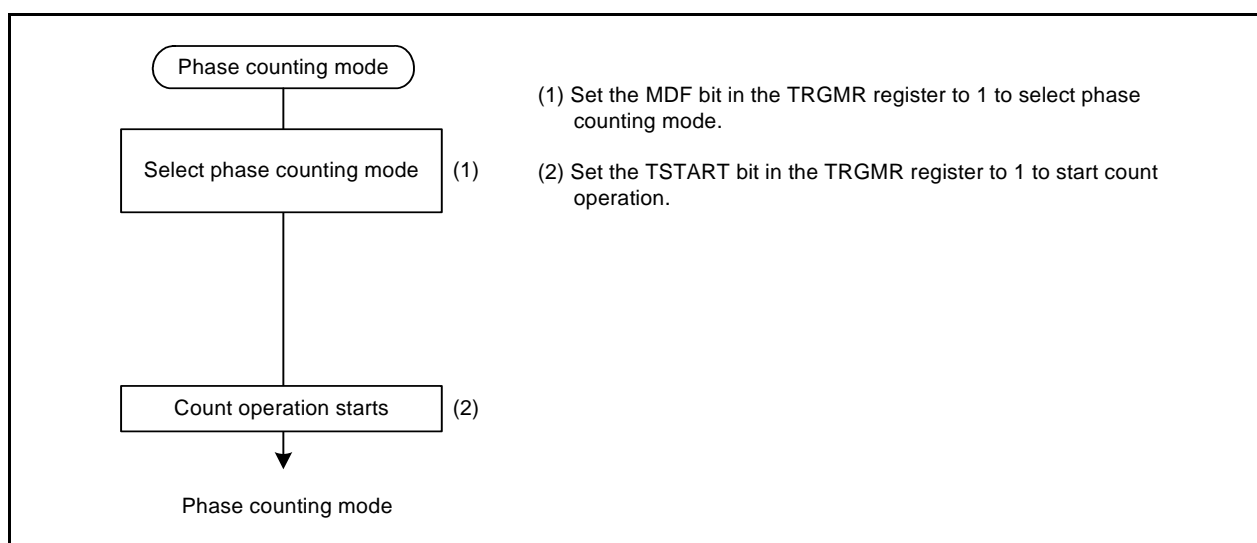 Phase counting mode
(1) Set the MDF bit in the TRGMR register to 1 to select phase
counting mode.
Select phase counting mode (1)
(2) Set the TSTART bit in the TRGMR register to 1 to start count
operation.
Count operation starts (2)
Phase counting mode